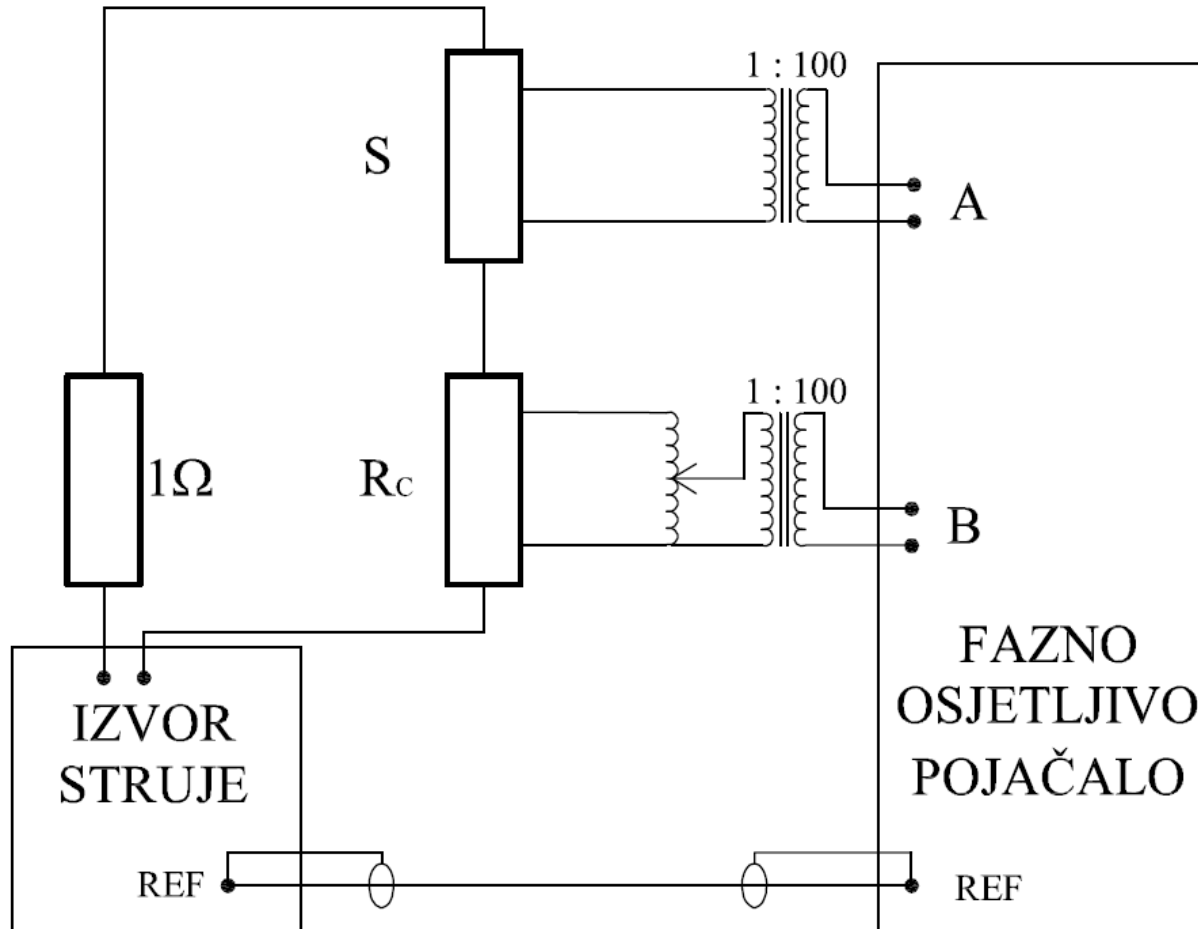 1 : 100
S
A
1 : 100
1Ω
RC
B
IZVOR
STRUJE
FAZNO
OSJETLJIVO
POJAČALO
REF
REF